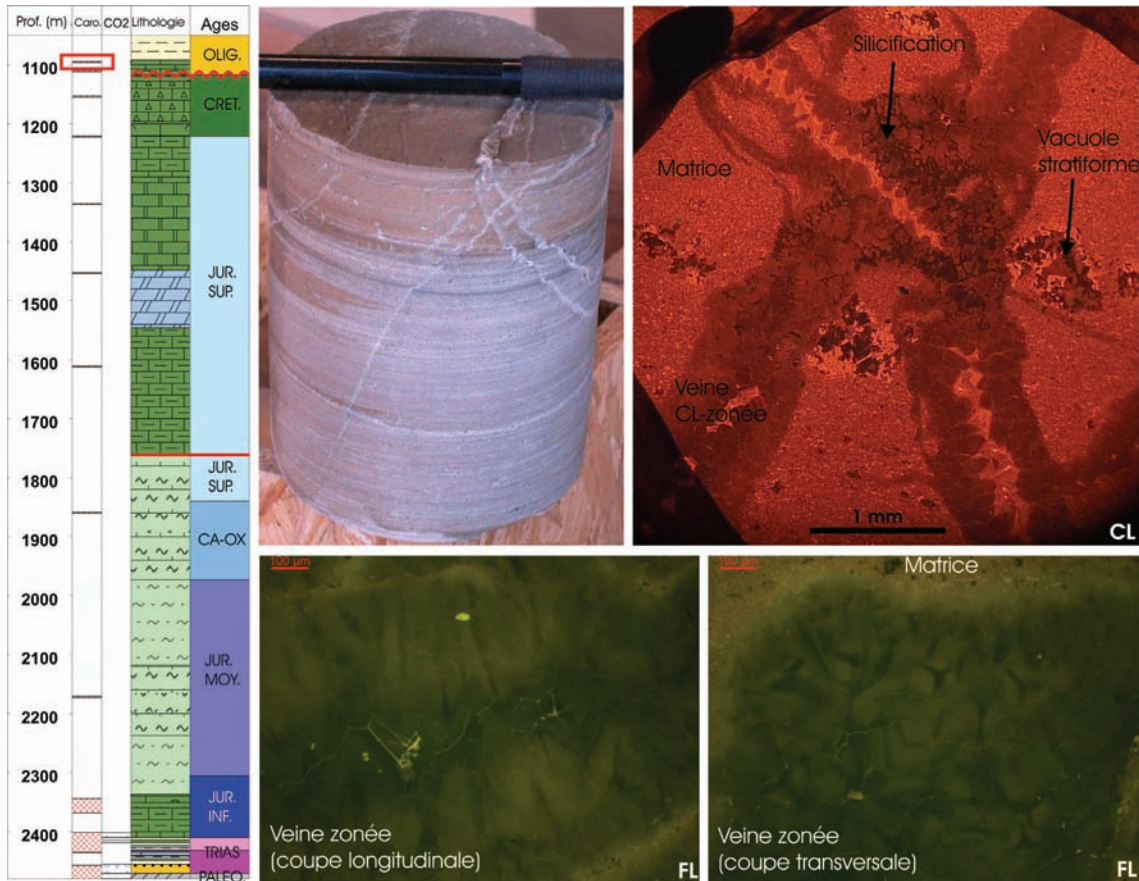 Prof. (m) Caro. CO2 Lithologie Ages
OLIG.
1100
CRET.
1200
1300
1400
JUR.
SUP.
1500
1600
1700
JUR.
SUP.
1800
CA-OX
1900
2000
2100
JUR.
MOY.
2200
2300
JUR.
INF.
2400
TRIAS
PALEO.
Silicification
Vacuole
stratiforme
Matrice
Veine
CL-zonée
1 mm
CL
100 µm
Veine zonée
(coupe longitudinale)
FL
100 µm
Matrice
Veine zonée
(coupe transversale)
FL